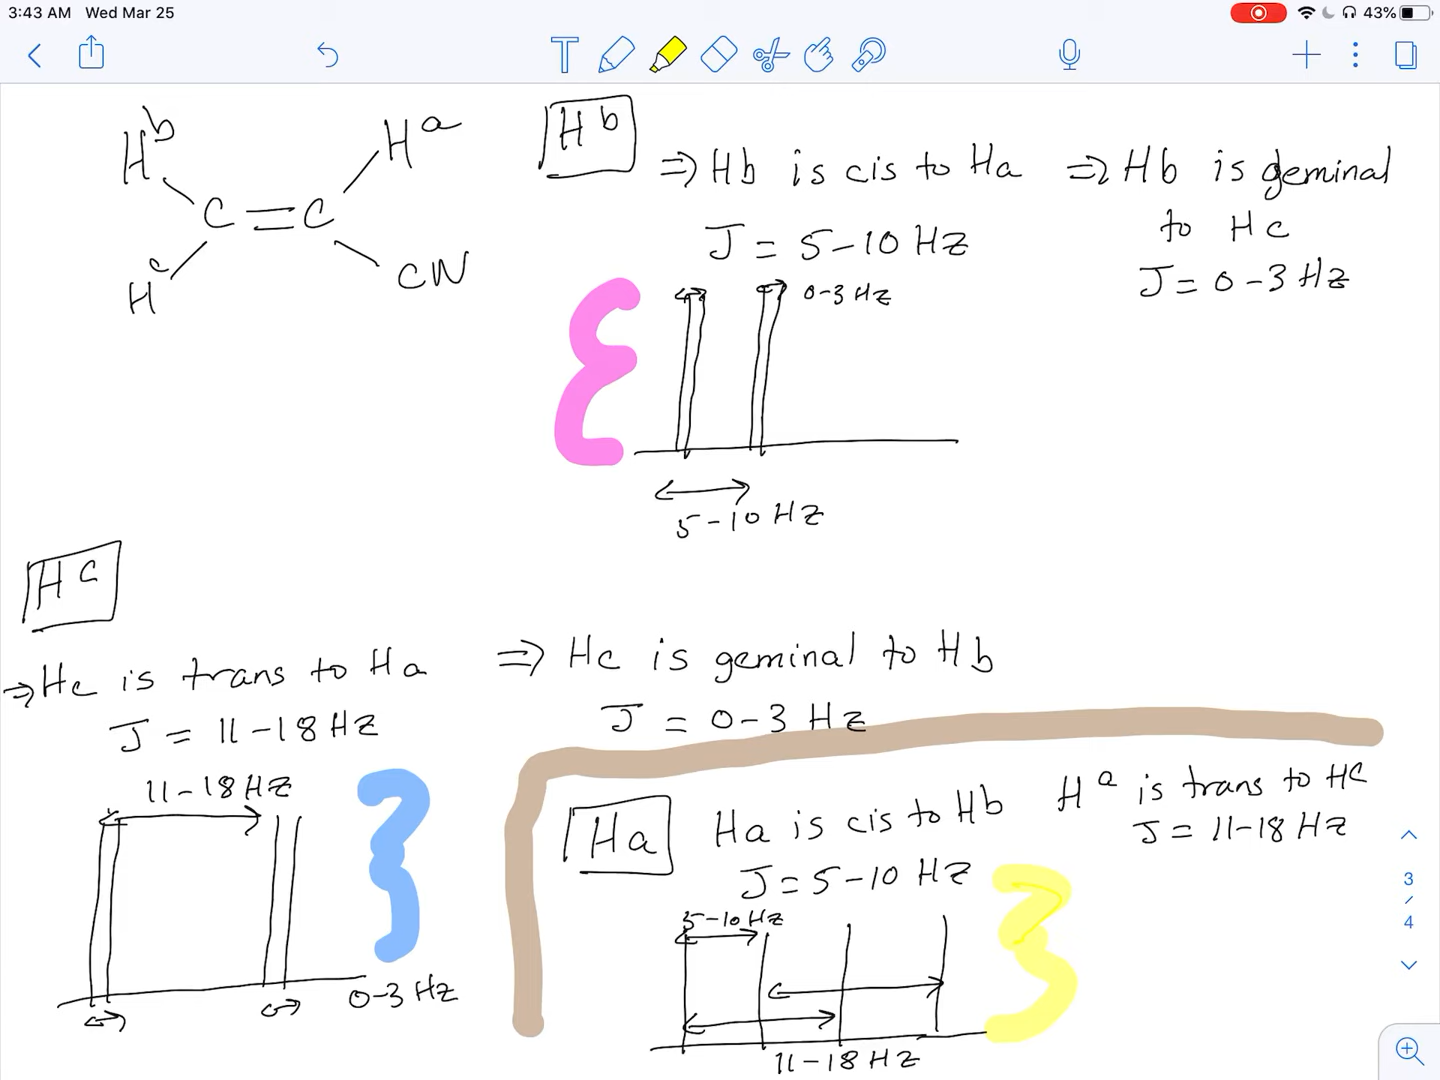 3:43 AM Wed Mar 25
43%
T
Hb
Ha
C = C
Hc
CN
Hb
⇒ Hb is cis to Ha
J = 5-10 Hz
⇒ Hb is geminal
to Hc
J = 0-3 Hz
0-3 Hz
5-10 Hz
Hc
⇒ Hc is trans to Ha
J = 11-18 Hz
⇒ Hc is geminal to Hb
J = 0-3 Hz
11-18 Hz
0-3 Hz
Ha
Ha is cis to Hb
J = 5-10 Hz
Ha is trans to Hc
J = 11-18 Hz
5-10 Hz
11-18 Hz
3
/
4